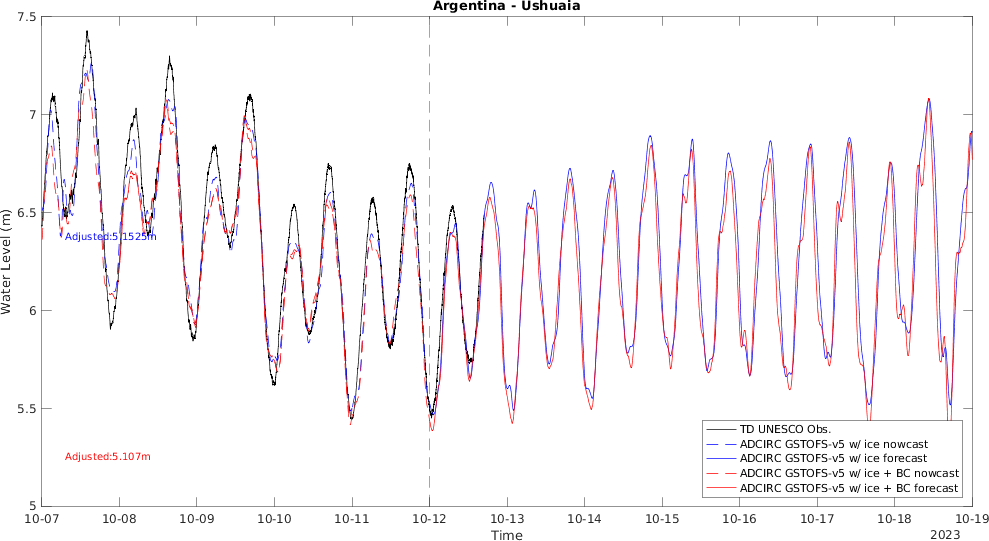 Argentina - Ushuaia
7.5
7
6.5
6
5.5
5
Water Level (m)
Adjusted:5.1525m
Adjusted:5.107m
TD UNESCO Obs.
ADCIRC GSTOFS-v5 w/ ice nowcast
ADCIRC GSTOFS-v5 w/ ice forecast
ADCIRC GSTOFS-v5 w/ ice + BC nowcast
ADCIRC GSTOFS-v5 w/ ice + BC forecast
10-07 10-08 10-09 10-10 10-11 10-12 10-13 10-14 10-15 10-16 10-17 10-18 10-19
Time
2023